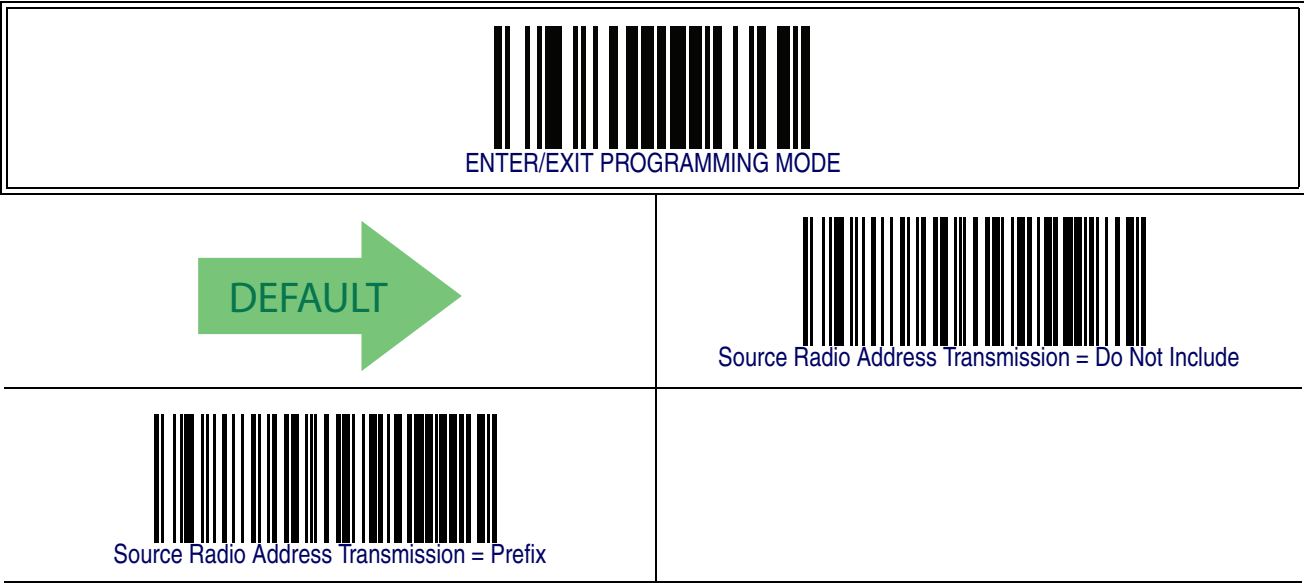 ENTER/EXIT PROGRAMMING MODE
DEFAULT
Source Radio Address Transmission = Do Not Include
Source Radio Address Transmission = Prefix